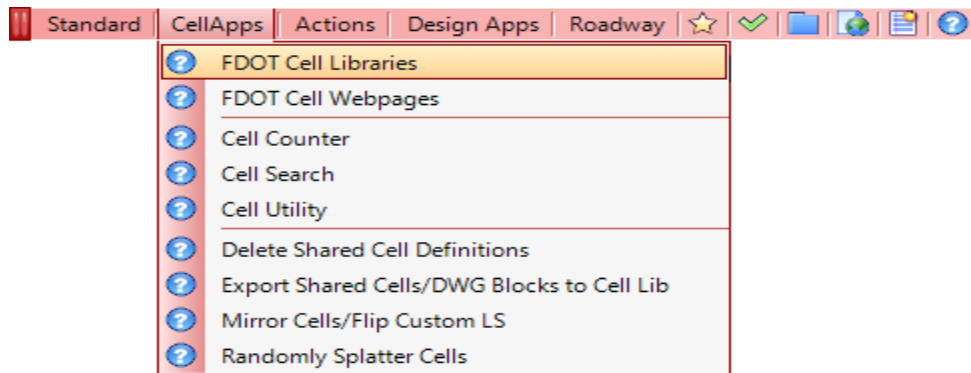 Standard CellApps Actions Design Apps Roadway
FDOT Cell Libraries
FDOT Cell Webpages
Cell Counter
Cell Search
Cell Utility
Delete Shared Cell Definitions
Export Shared Cells/DWG Blocks to Cell Lib
Mirror Cells/Flip Custom LS
Randomly Splatter Cells